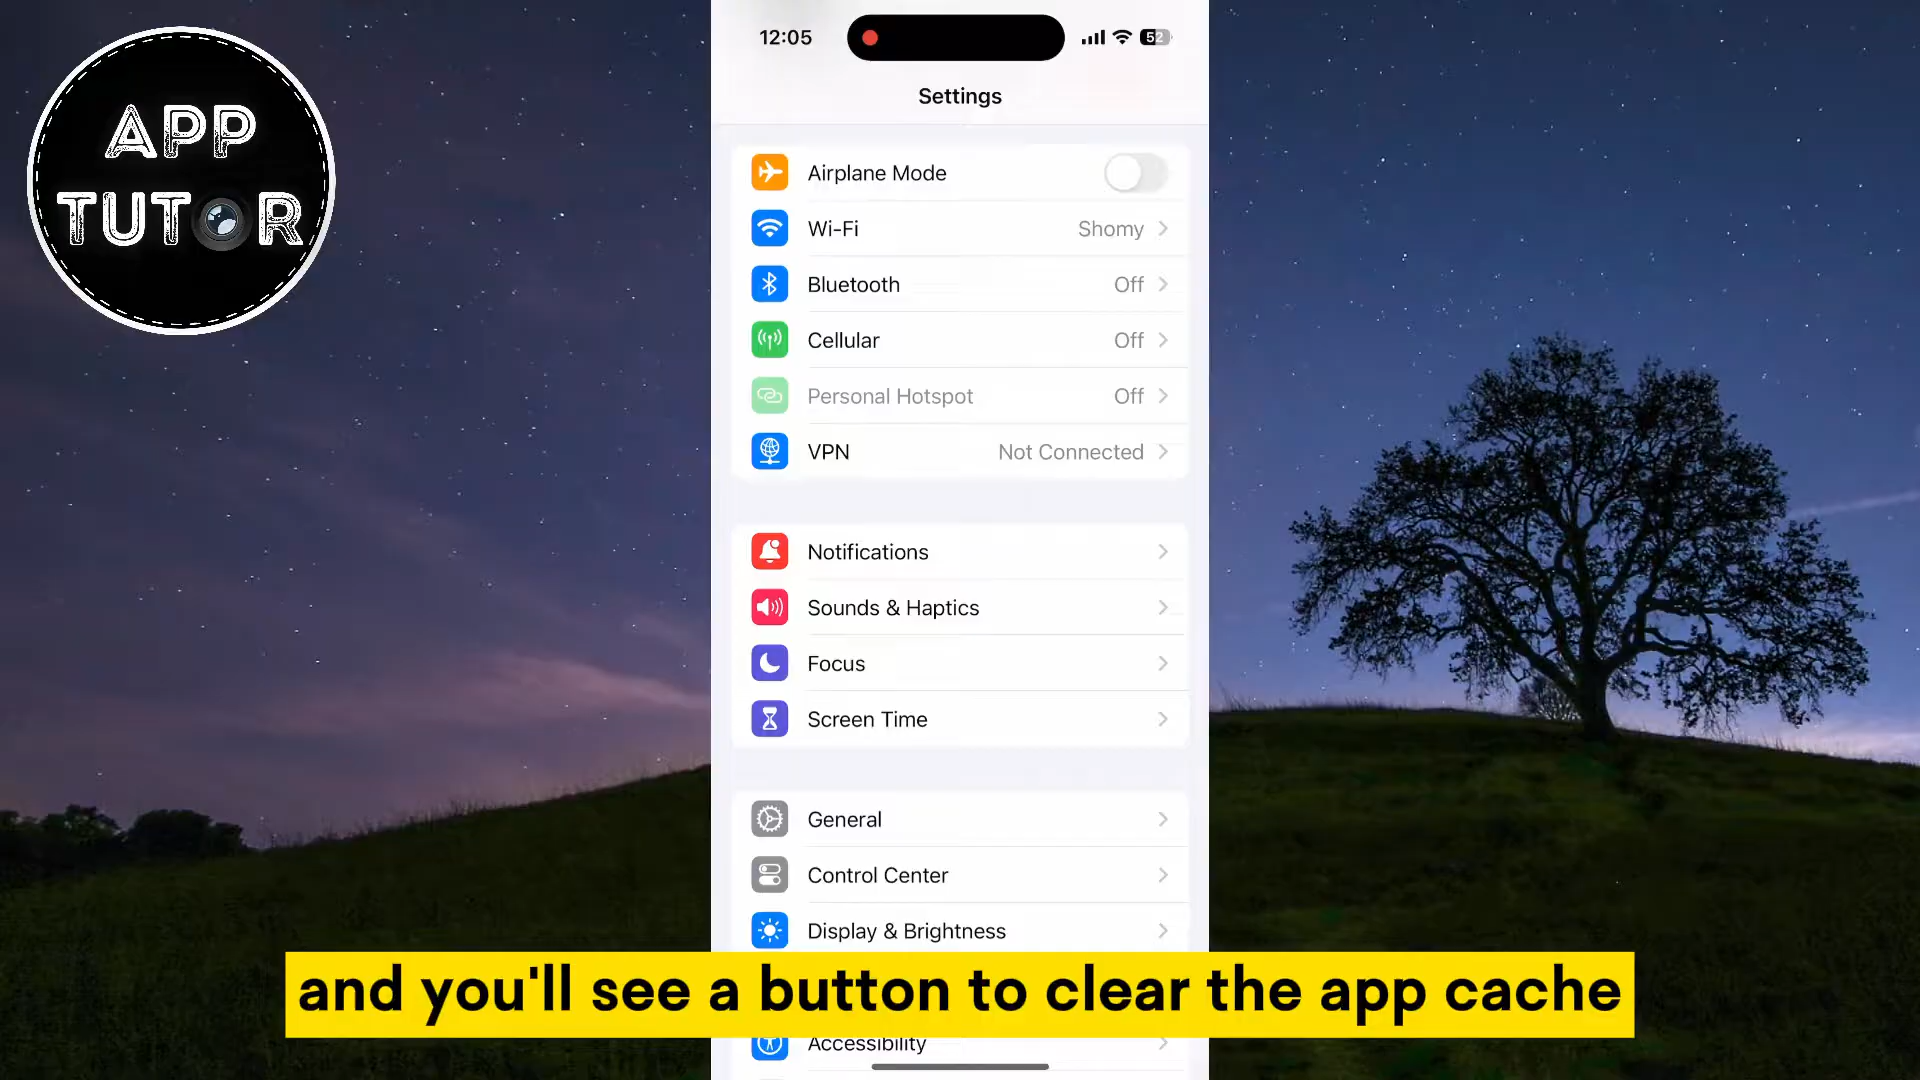 APP
TUTOR
12:05
52
Settings
Airplane Mode
Wi-Fi Shomy
Bluetooth Off
Cellular Off
Personal Hotspot Off
VPN Not Connected
Notifications
Sounds & Haptics
Focus
Screen Time
General
Control Center
Display & Brightness
and you'll see a button to clear the app cache
Accessibility